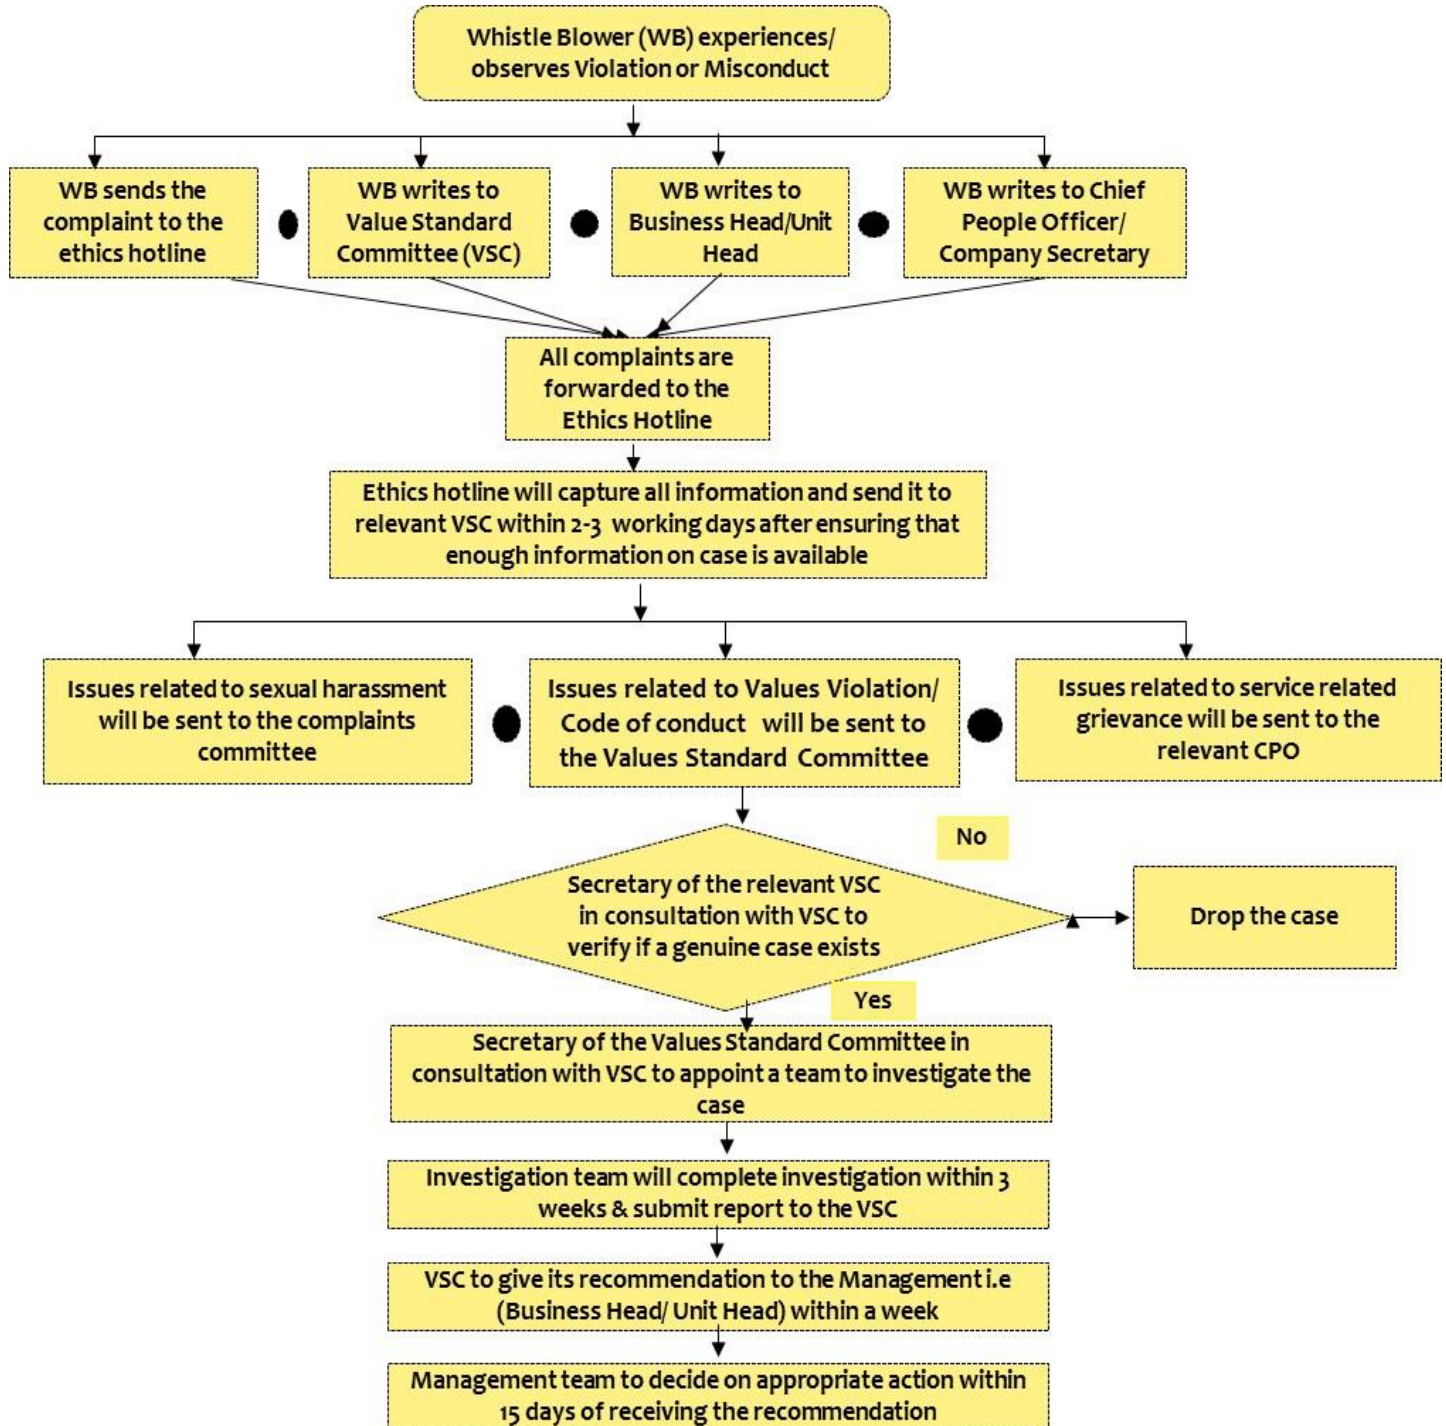 Whistle Blower (WB) experiences/
observes Violation or Misconduct
WB sends the
complaint to the
ethics hotline
WB writes to
Value Standard
Committee (VSC)
WB writes to
Business Head/Unit
Head
WB writes to Chief
People Officer/
Company Secretary
All complaints are
forwarded to the
Ethics Hotline
Ethics hotline will capture all information and send it to
relevant VSC within 2-3 working days after ensuring that
enough information on case is available
Issues related to sexual harassment
will be sent to the complaints
committee
Issues related to Values Violation/
Code of conduct will be sent to
the Values Standard Committee
Issues related to service related
grievance will be sent to the
relevant CPO
No
Secretary of the relevant VSC
in consultation with VSC to
verify if a genuine case exists
Drop the case
Yes
Secretary of the Values Standard Committee in
consultation with VSC to appoint a team to investigate the
case
Investigation team will complete investigation within 3
weeks & submit report to the VSC
VSC to give its recommendation to the Management i.e
(Business Head/ Unit Head) within a week
Management team to decide on appropriate action within
15 days of receiving the recommendation